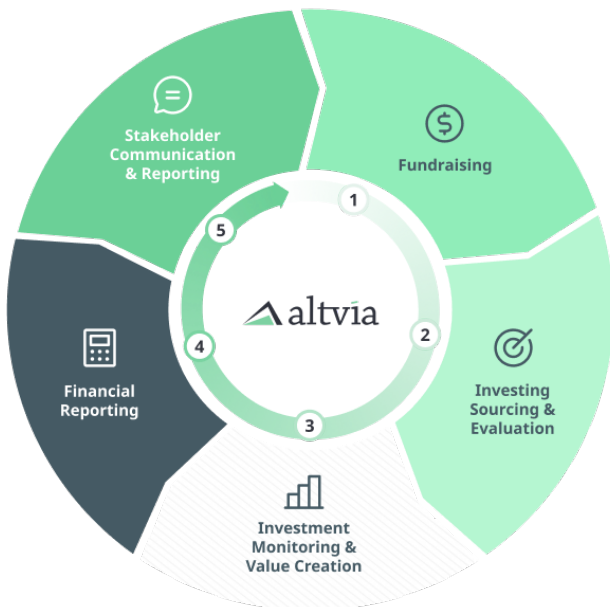 Stakeholder
Communication
& Reporting
Fundraising
1
5
altvia
2
4
Financial
Reporting
Investing
Sourcing &
Evaluation
3
Investment
Monitoring &
Value Creation